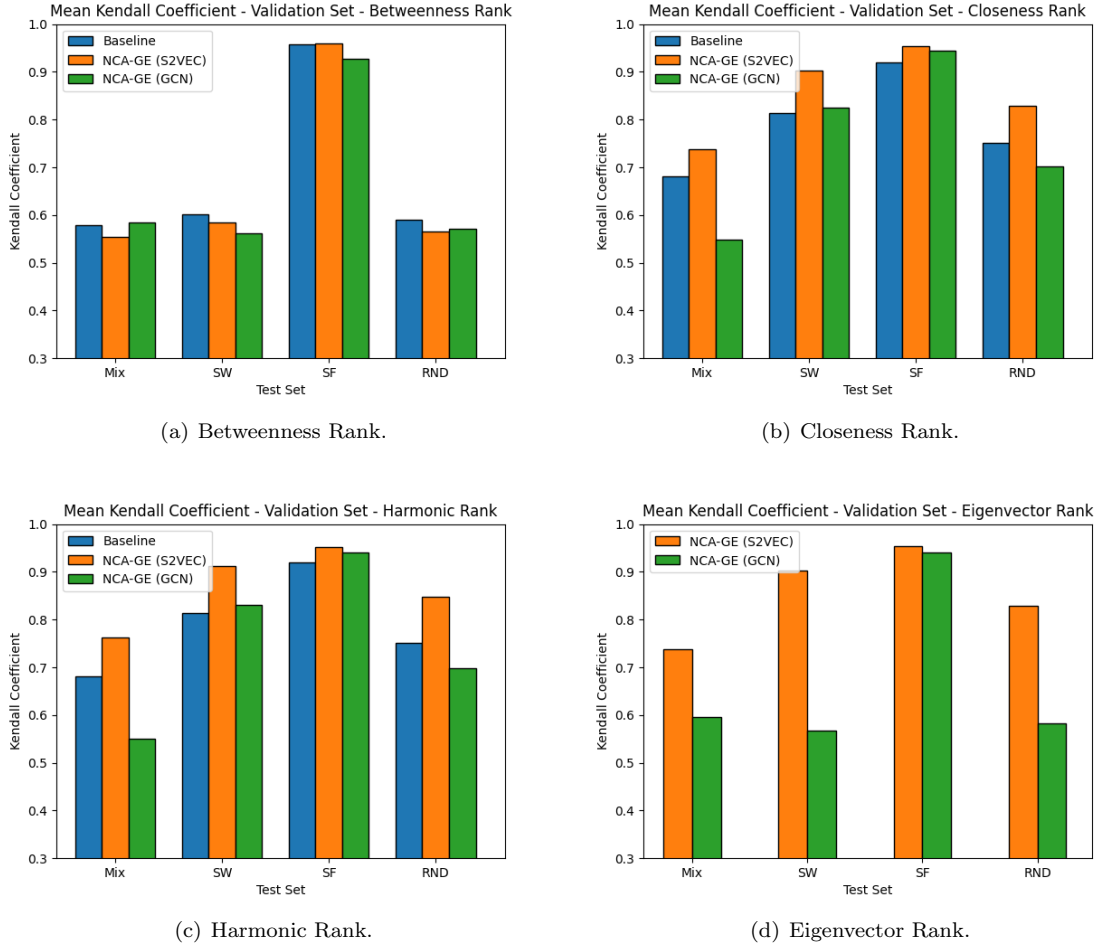 Mean Kendall Coefficient - Validation Set - Betweenness Rank
Kendall Coefficient
1.0
0.9
0.8
0.7
0.6
0.5
0.4
0.3
Baseline
NCA-GE (S2VEC)
NCA-GE (GCN)
Mix SW SF RND
Test Set
(a) Betweenness Rank.
Mean Kendall Coefficient - Validation Set - Closeness Rank
Kendall Coefficient
1.0
0.9
0.8
0.7
0.6
0.5
0.4
0.3
Baseline
NCA-GE (S2VEC)
NCA-GE (GCN)
Mix SW SF RND
Test Set
(b) Closeness Rank.
Mean Kendall Coefficient - Validation Set - Harmonic Rank
Kendall Coefficient
1.0
0.9
0.8
0.7
0.6
0.5
0.4
0.3
Baseline
NCA-GE (S2VEC)
NCA-GE (GCN)
Mix SW SF RND
Test Set
(c) Harmonic Rank.
Mean Kendall Coefficient - Validation Set - Eigenvector Rank
Kendall Coefficient
1.0
0.9
0.8
0.7
0.6
0.5
0.4
0.3
NCA-GE (S2VEC)
NCA-GE (GCN)
Mix SW SF RND
Test Set
(d) Eigenvector Rank.